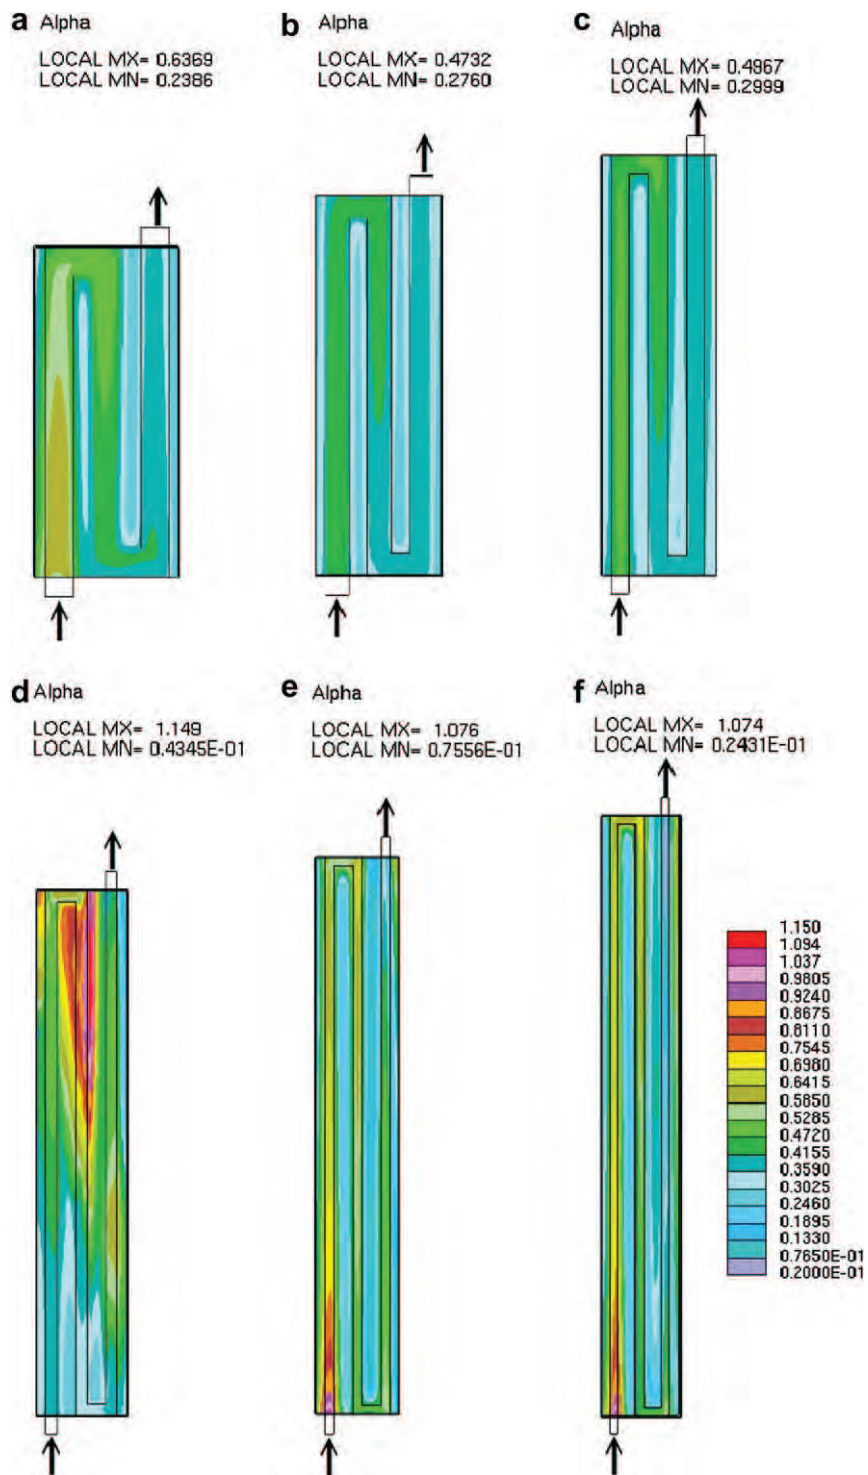 a Alpha
LOCAL MX= 0.6369
LOCAL MN= 0.2386
b Alpha
LOCAL MX= 0.4732
LOCAL MN= 0.2760
c Alpha
LOCAL MX= 0.4967
LOCAL MN= 0.2999
d Alpha
LOCAL MX= 1.149
LOCAL MN= 0.4345E-01
e Alpha
LOCAL MX= 1.076
LOCAL MN= 0.7556E-01
f Alpha
LOCAL MX= 1.074
LOCAL MN= 0.2431E-01
1.150
1.094
1.037
0.9805
0.9240
0.8675
0.8110
0.7545
0.6980
0.6415
0.5850
0.5285
0.4720
0.4155
0.3590
0.3025
0.2460
0.1895
0.1330
0.7650E-01
0.2000E-01